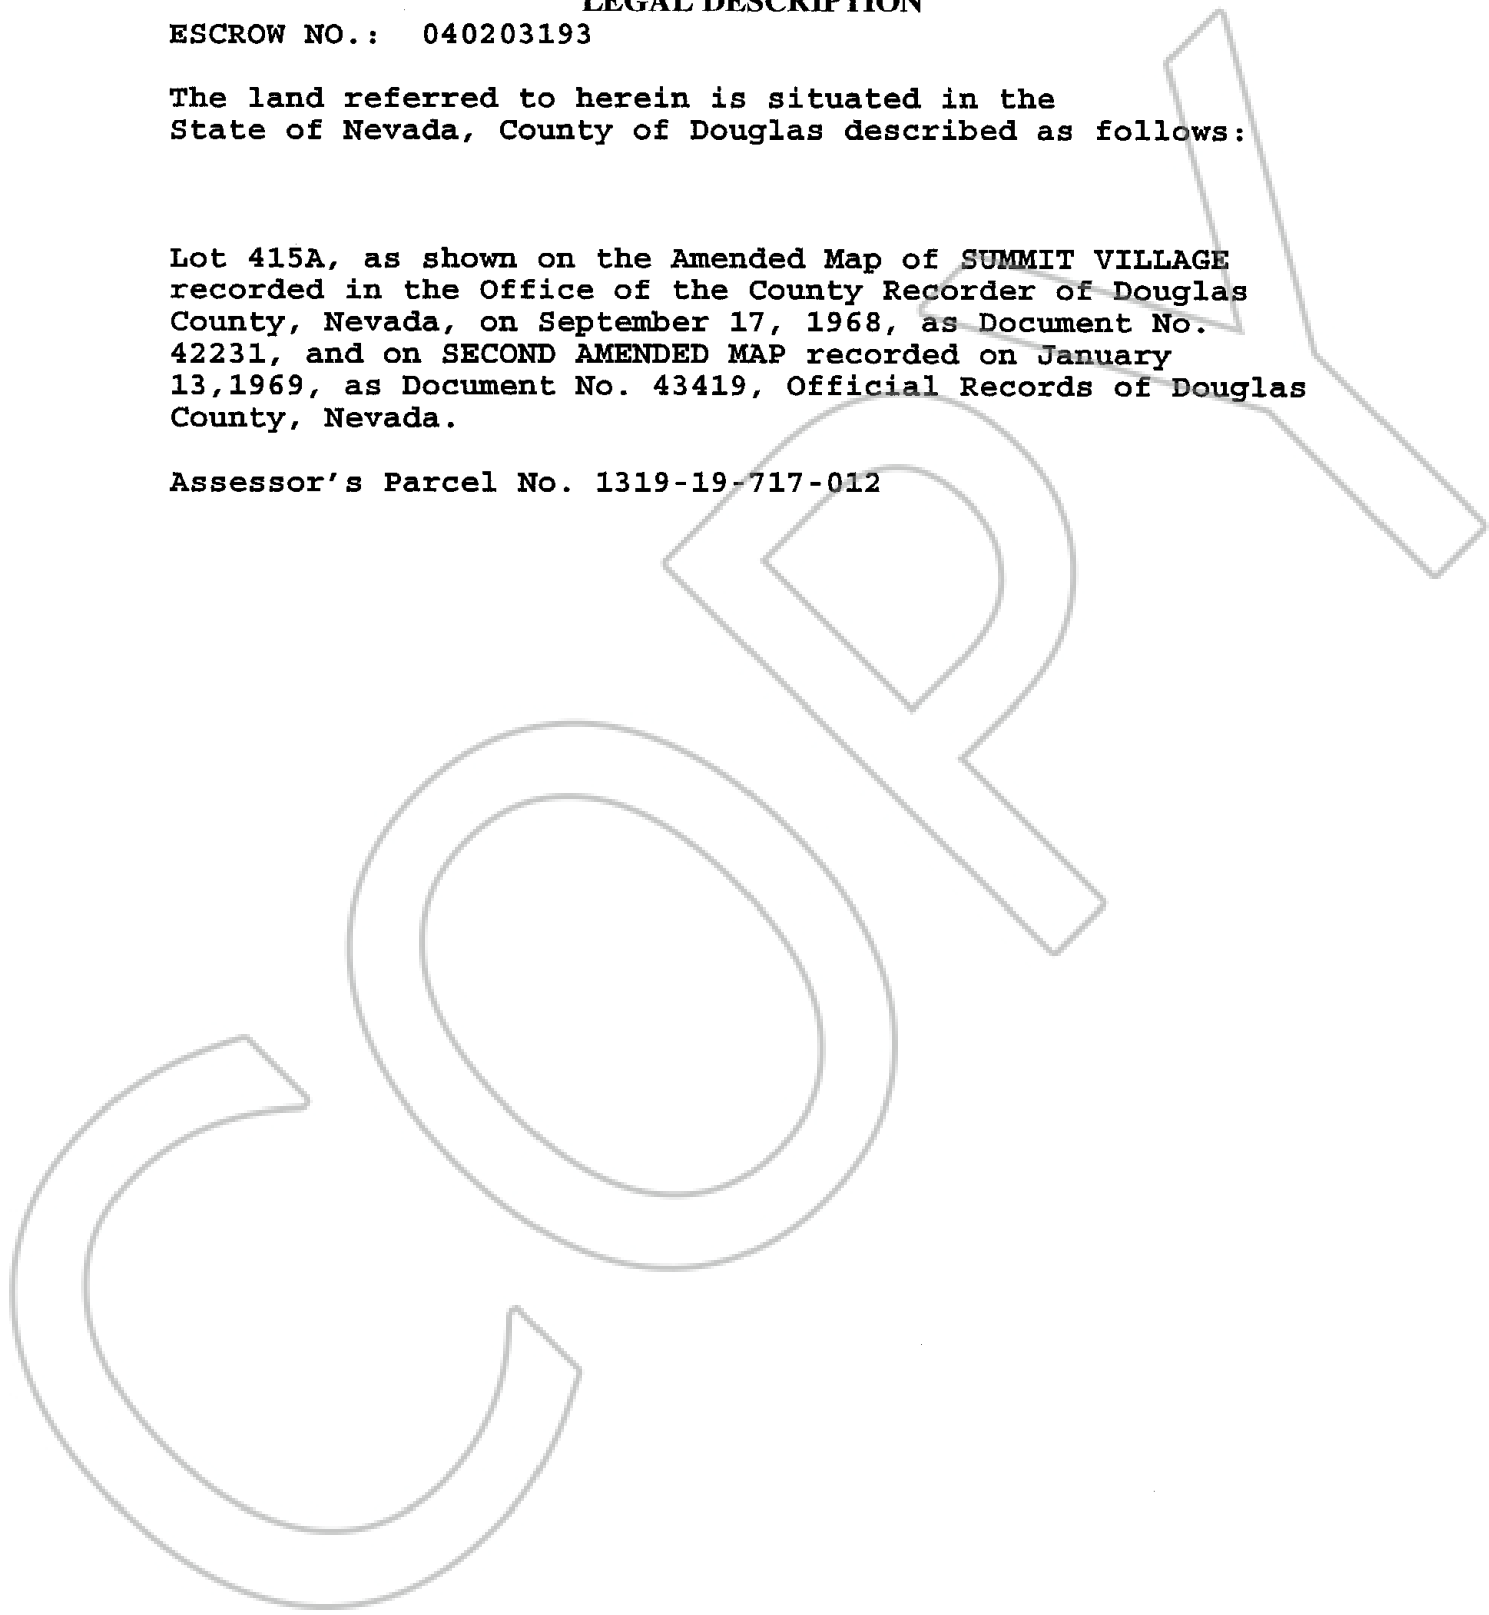 LEGAL DESCRIPTION
ESCROW NO.: 040203193
The land referred to herein is situated in the
State of Nevada, County of Douglas described as follows:
Lot 415A, as shown on the Amended Map of SUMMIT VILLAGE
recorded in the Office of the County Recorder of Douglas
County, Nevada, on September 17, 1968, as Document No.
42231, and on SECOND AMENDED MAP recorded on January
13,1969, as Document No. 43419, Official Records of Douglas
County, Nevada.
Assessor's Parcel No. 1319-19-717-012
COPY